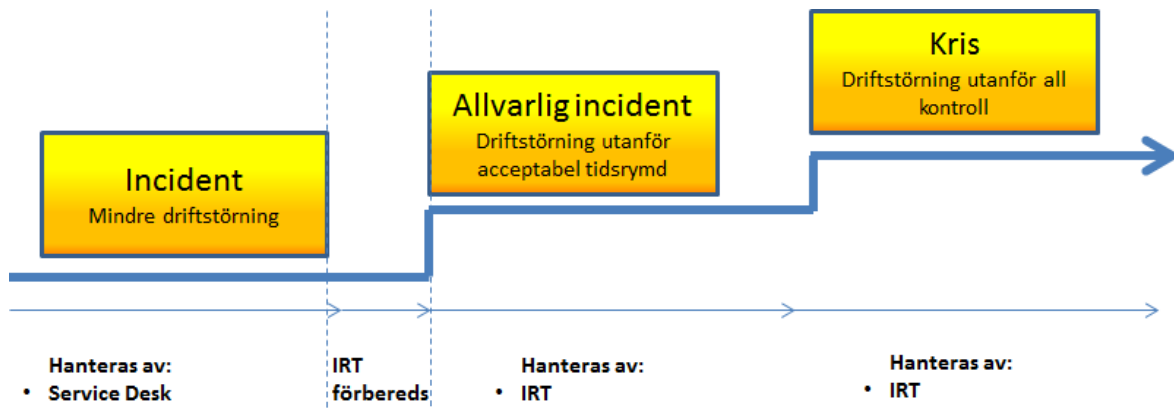 Kris
Driftstörning utanför all
kontroll
Allvarlig incident
Driftstörning utanför
acceptabel tidsrymd
Incident
Mindre driftstörning
Hanteras av:
• Service Desk
IRT
förbereds
Hanteras av:
• IRT
Hanteras av:
• IRT